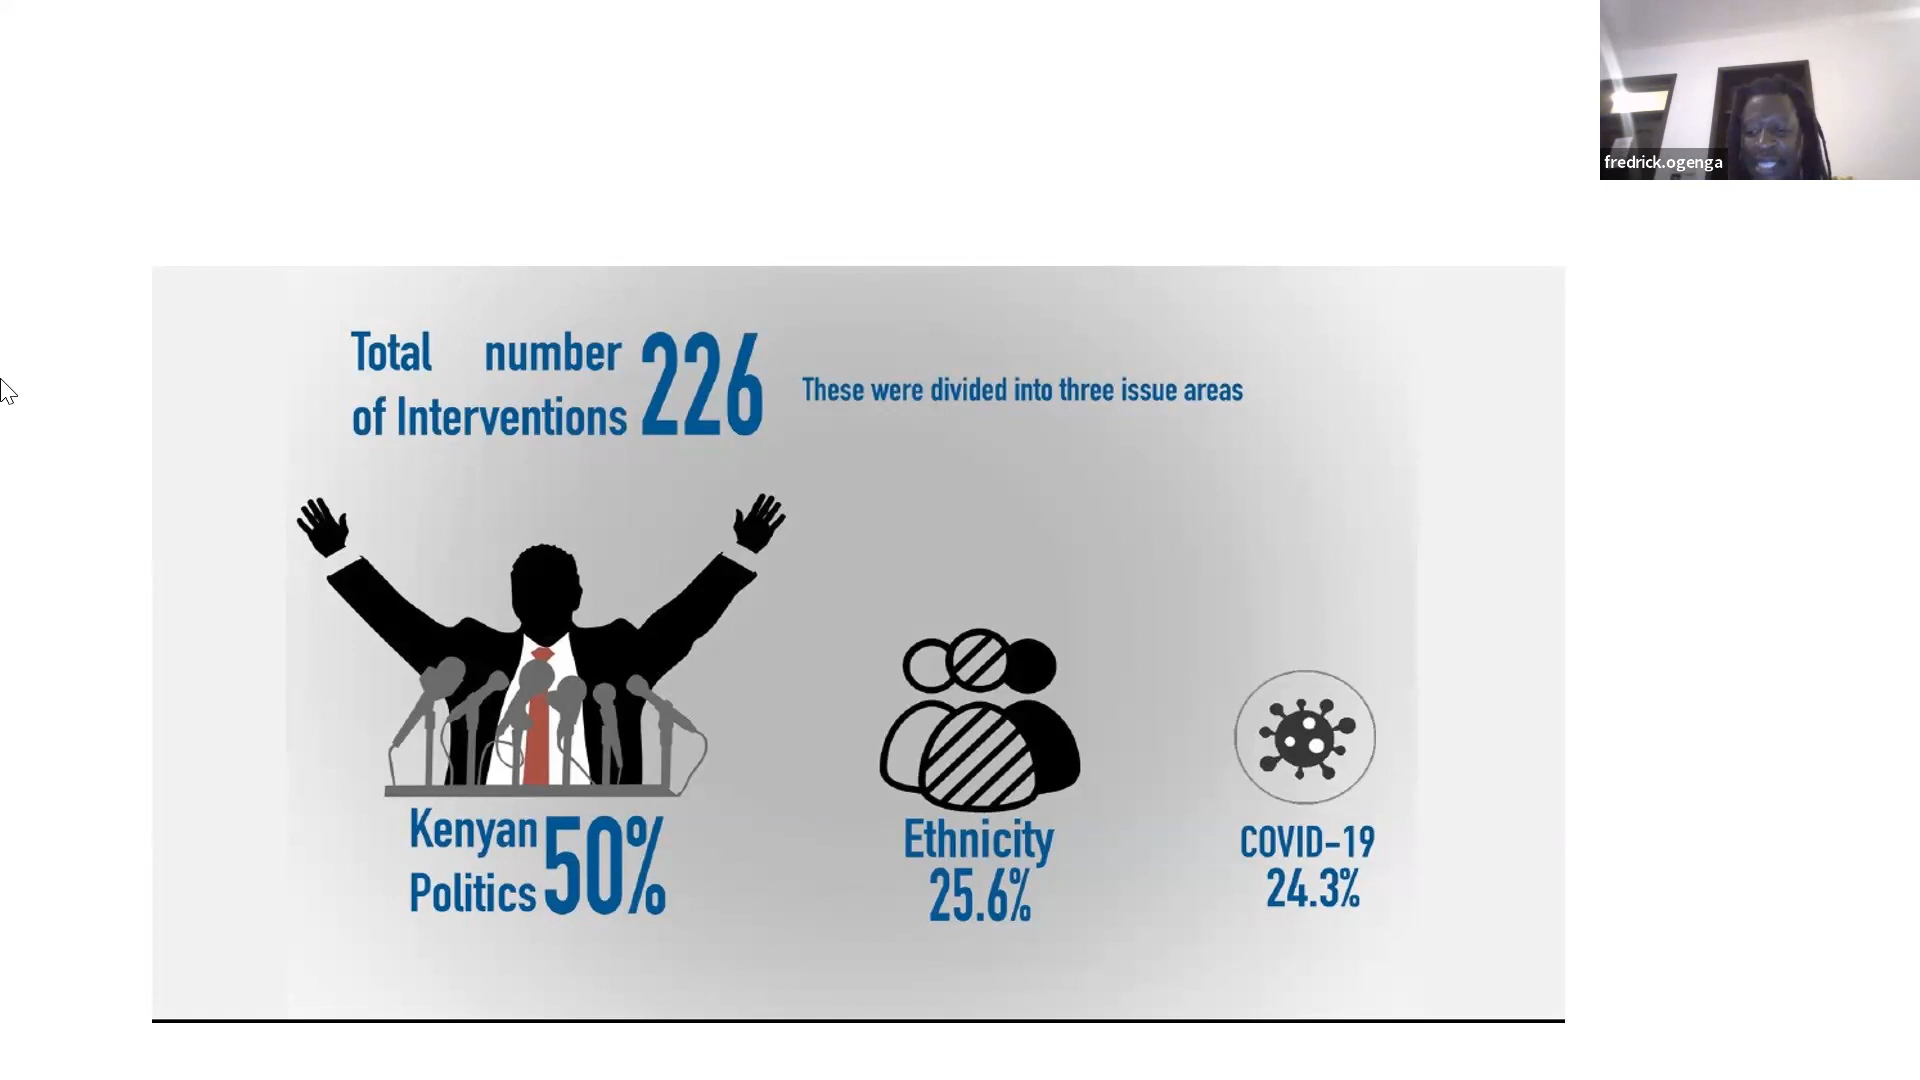 fredrick.ogenga
Total number
of Interventions
226
These were divided into three issue areas
Kenyan
Politics
50%
Ethnicity
25.6%
COVID-19
24.3%